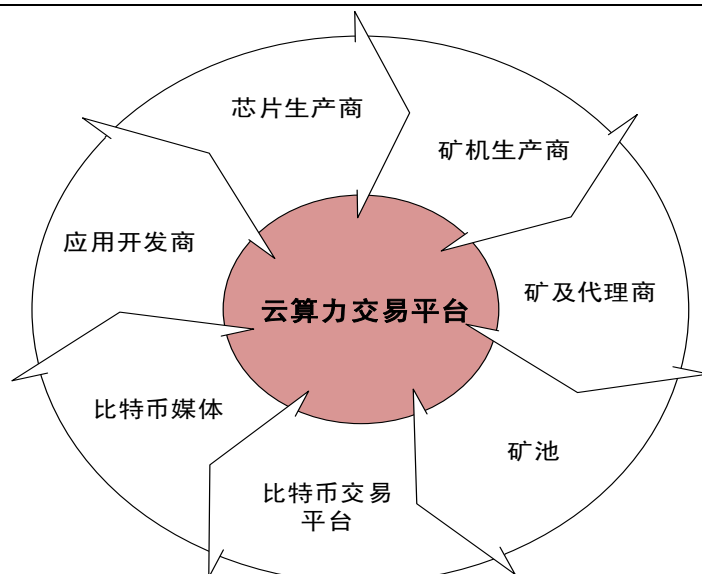 芯片生产商
矿机生产商
应用开发商
矿及代理商
云算力交易平台
比特币媒体
矿池
比特币交易
平台